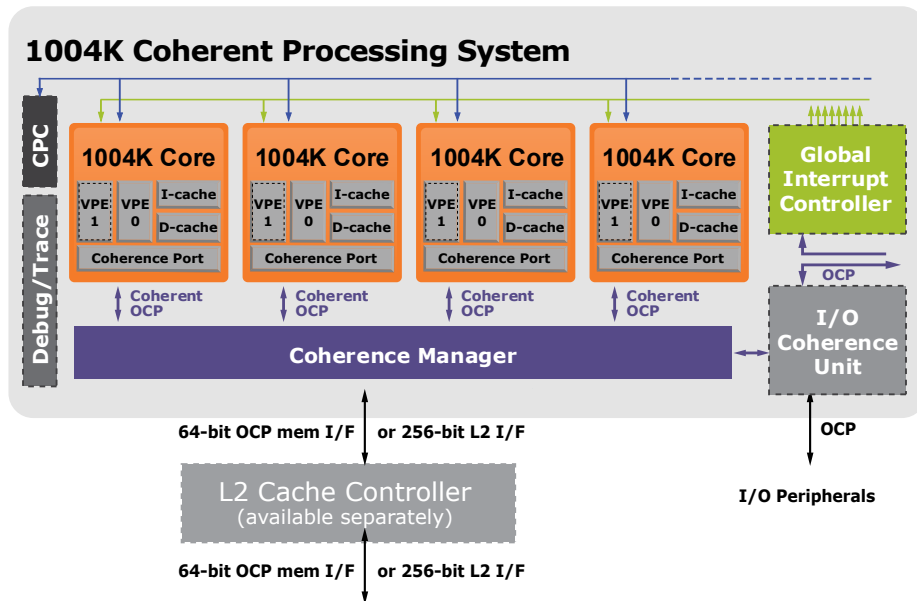 1004K Coherent Processing System
CPC
Debug/Trace
1004K Core
VPE
1
VPE
0
I-cache
D-cache
Coherence Port
1004K Core
VPE
1
VPE
0
I-cache
D-cache
Coherence Port
1004K Core
VPE
1
VPE
0
I-cache
D-cache
Coherence Port
1004K Core
VPE
1
VPE
0
I-cache
D-cache
Coherence Port
Global
Interrupt
Controller
OCP
Coherent
OCP
Coherent
OCP
Coherent
OCP
Coherent
OCP
Coherence Manager
I/O
Coherence
Unit
64-bit OCP mem I/F or 256-bit L2 I/F
OCP
L2 Cache Controller
(available separately)
I/O Peripherals
64-bit OCP mem I/F or 256-bit L2 I/F